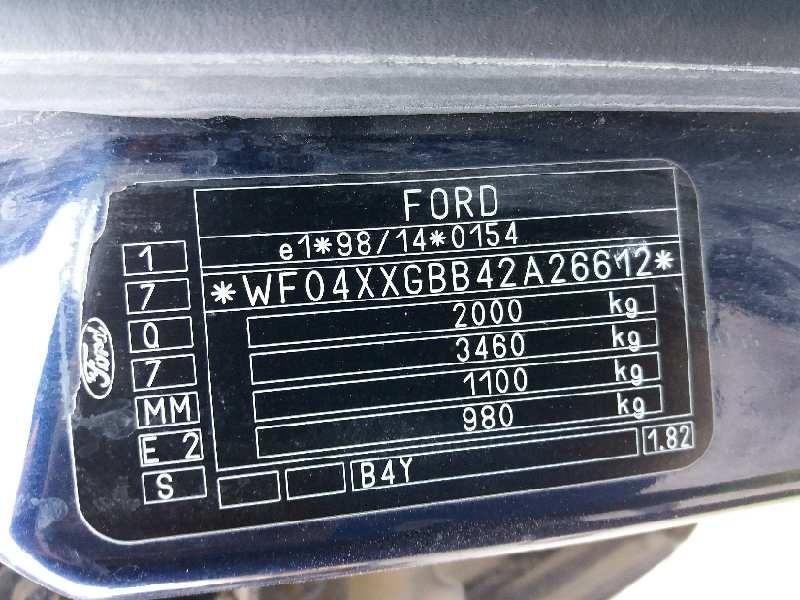 FORD
e1*98/14*0154
*WF04XXGBB42A26612*
2000 kg
3460 kg
1100 kg
980 kg
1
7
Q
7
MM
E 2
S
B4Y
1.82
Ford